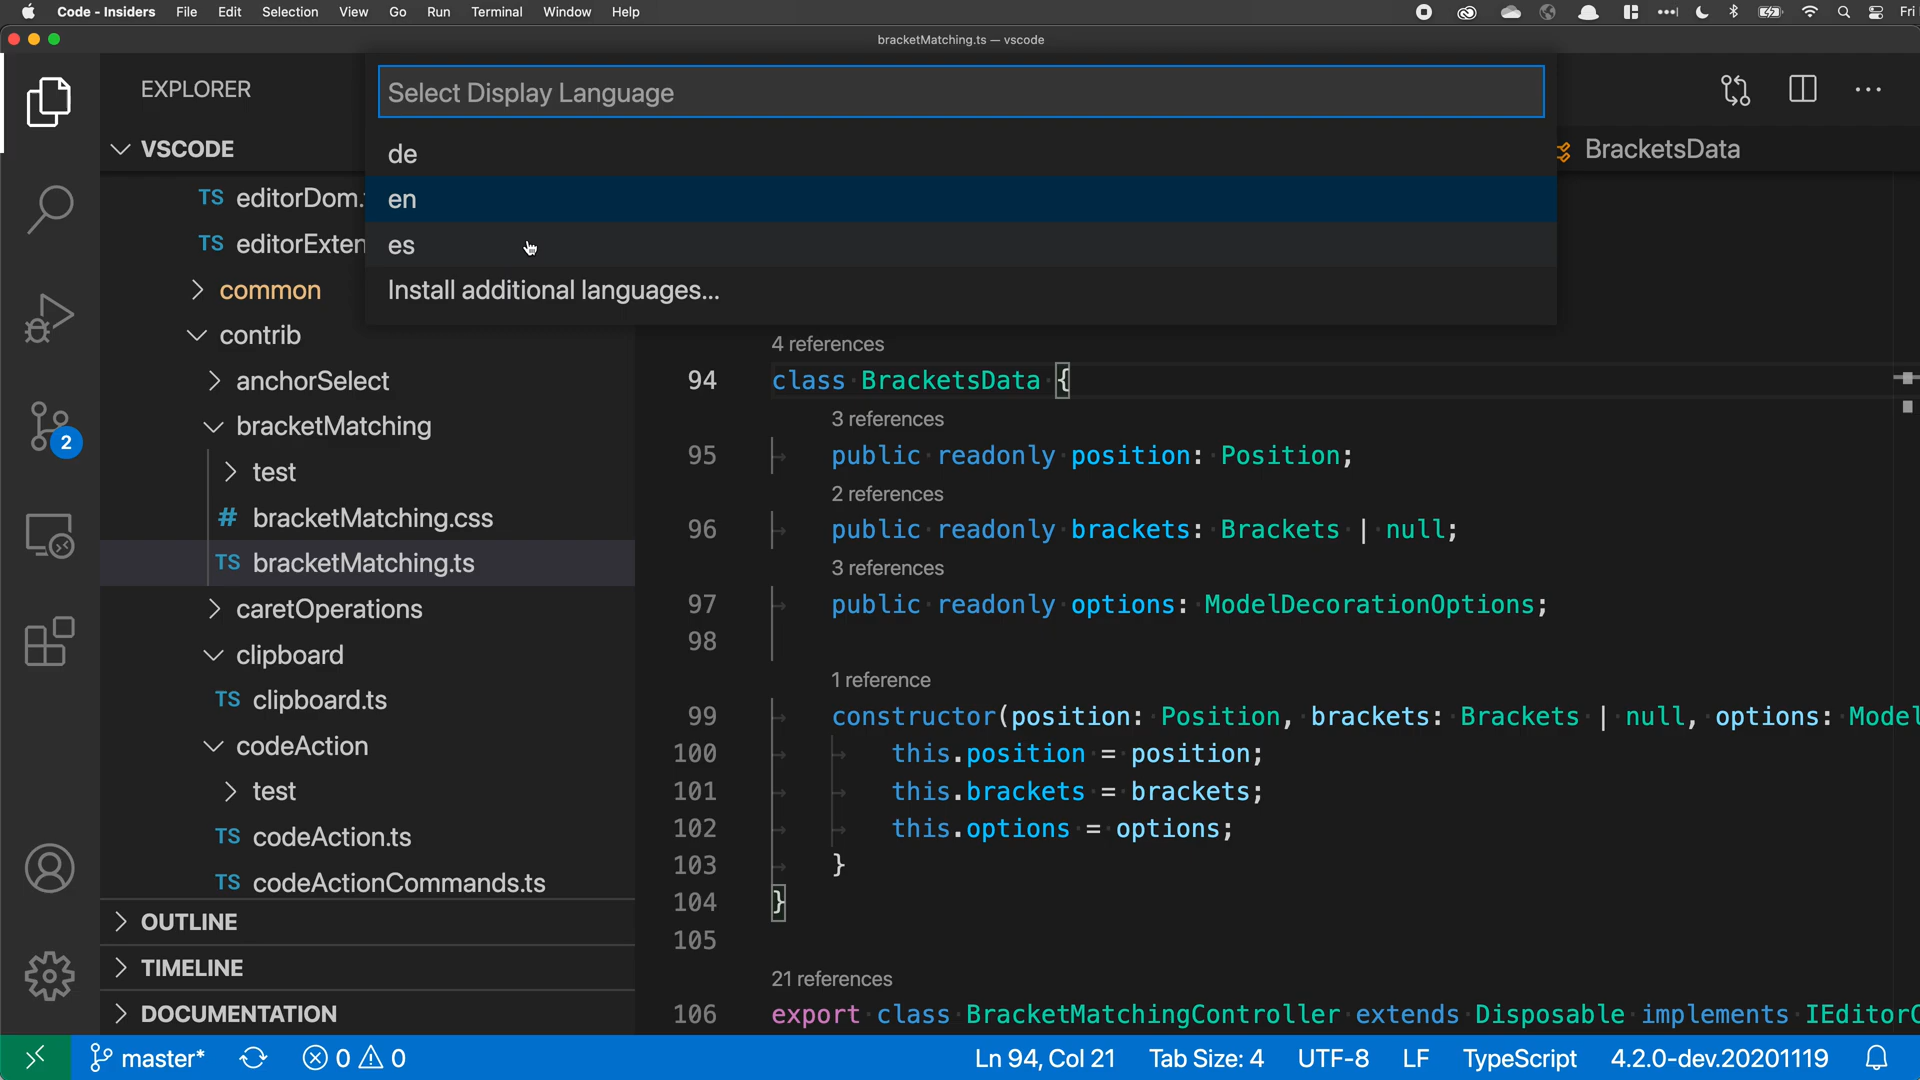 Code - Insiders File Edit Selection View Go Run Terminal Window Help Fri
bracketMatching.ts — vscode
EXPLORER
Select Display Language
VSCODE
de
BracketsData
TS editorDom.
en
TS editorExten
es
common
Install additional languages...
contrib
4 references
anchorSelect
94 class BracketsData {
3 references
bracketMatching
95 public readonly position: Position;
test
2 references
# bracketMatching.css
96 public readonly brackets: Brackets | null;
TS bracketMatching.ts
3 references
caretOperations
97 public readonly options: ModelDecorationOptions;
98
clipboard
1 reference
TS clipboard.ts
99 constructor(position: Position, brackets: Brackets | null, options: Model
codeAction
100 this.position = position;
test
101 this.brackets = brackets;
TS codeAction.ts
102 this.options = options;
103 }
TS codeActionCommands.ts
104 }
OUTLINE
105
TIMELINE
21 references
DOCUMENTATION
106 export class BracketMatchingController extends Disposable implements IEditorC
2
master* 0 0 Ln 94, Col 21 Tab Size: 4 UTF-8 LF TypeScript 4.2.0-dev.20201119